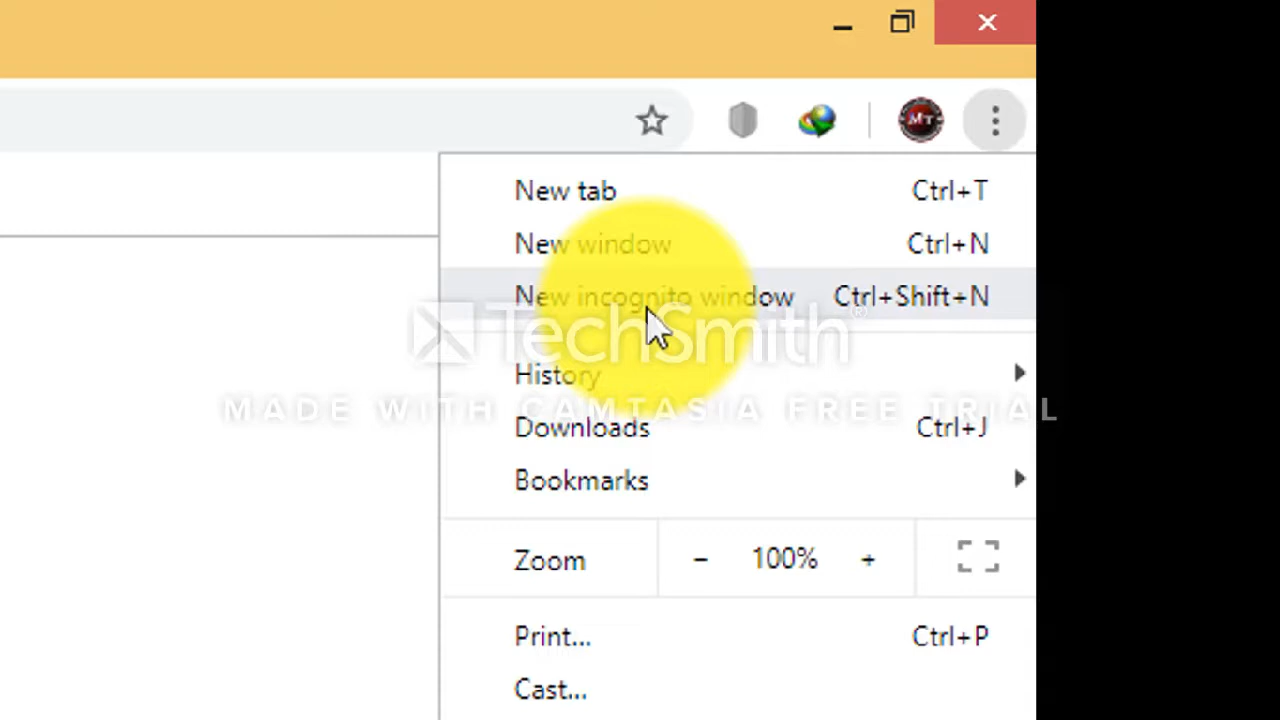 MT
New tab Ctrl+T
New window Ctrl+N
New incognito window Ctrl+Shift+N
TechSmith®
History
MADE WITH CAMTASIA FREE TRIAL
Downloads Ctrl+J
Bookmarks
Zoom - 100% +
Print... Ctrl+P
Cast...